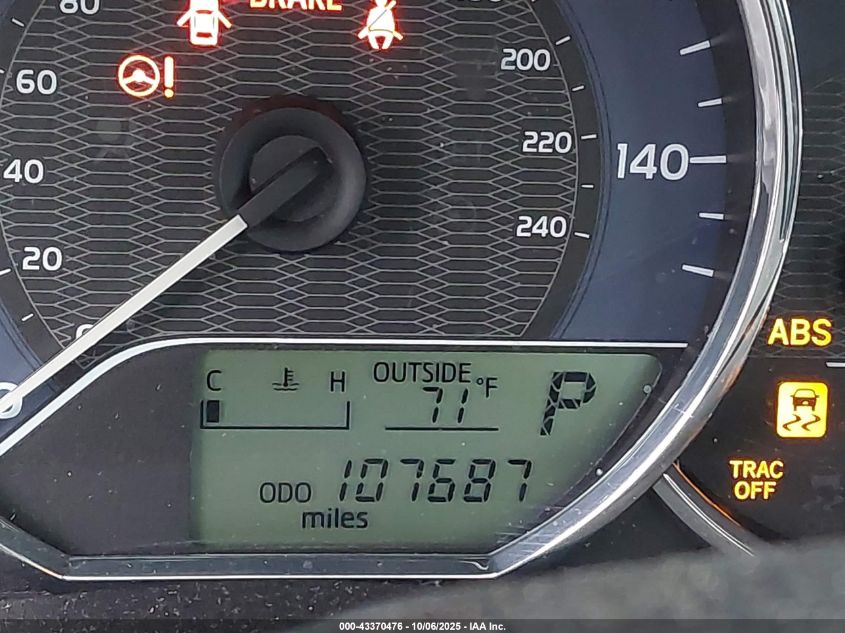 80
BRAKE
60
200
220
140
40
240
20
ABS
C H OUTSIDE
71 °F P
ODO 107687
miles
TRAC
OFF
000-43370476 - 10/06/2025 - IAA Inc.